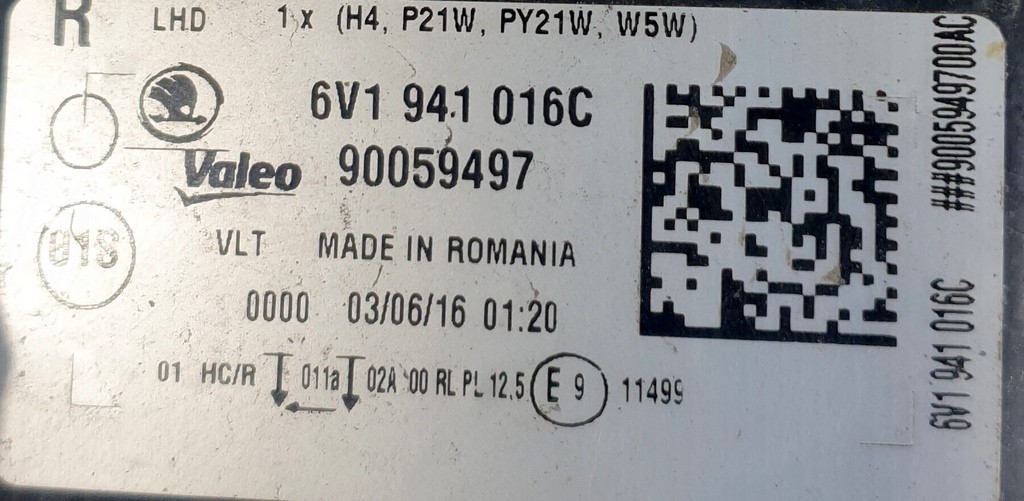 R LHD 1 x (H4, P21W, PY21W, W5W)
6V1 941 016C
Valeo 90059497
01S
VLT MADE IN ROMANIA
0000 03/06/16 01:20
01 HC/R 011a 02A 00 RL PL 12.5 E 9 11499
###9005949700AC
6V1 941 016C